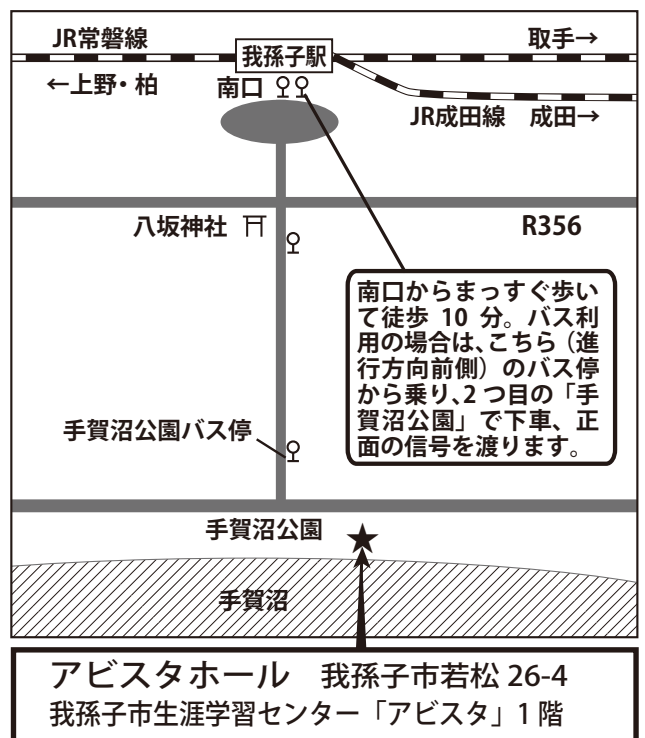 JR常磐線
取手→
我孫子駅
←上野・柏
南口
JR成田線　成田→
八坂神社
R356
南口からまっすぐ歩い
て徒歩 10 分。バス利
用の場合は、こちら（進
行方向前側）のバス停
から乗り、2 つ目の「手
賀沼公園」で下車、正
面の信号を渡ります。
手賀沼公園バス停
手賀沼公園
手賀沼
アビスタホール　我孫子市若松 26-4
我孫子市生涯学習センター「アビスタ」1 階